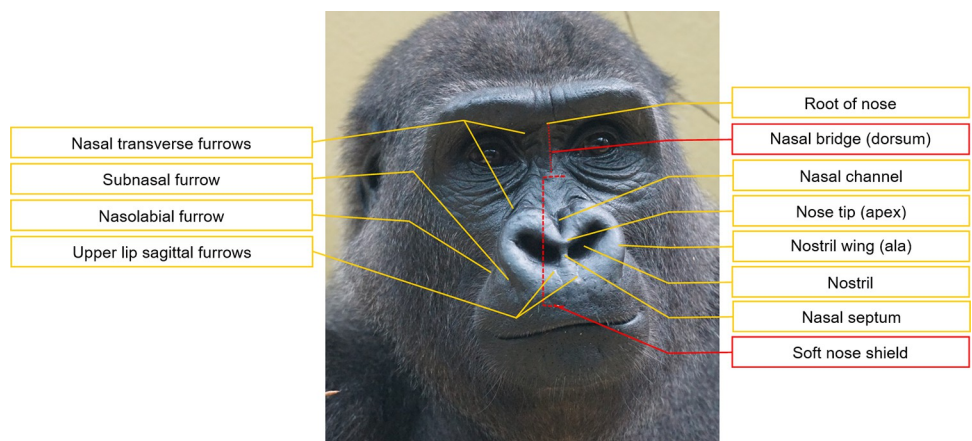 Nasal transverse furrows
Subnasal furrow
Nasolabial furrow
Upper lip sagittal furrows
Root of nose
Nasal bridge (dorsum)
Nasal channel
Nose tip (apex)
Nostril wing (ala)
Nostril
Nasal septum
Soft nose shield